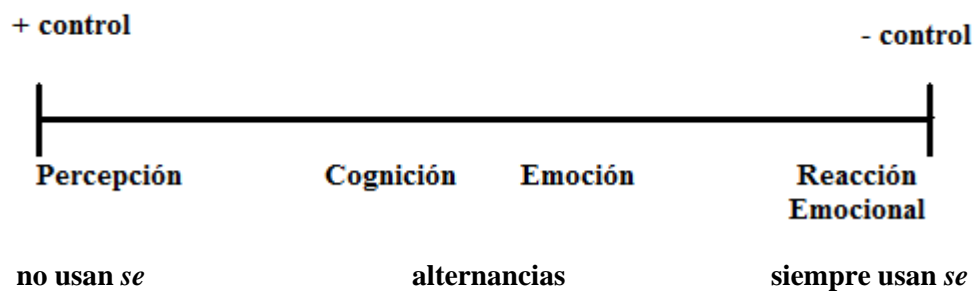 + control
- control
Percepción Cognición Emoción Reacción
Emocional
no usan se alternancias siempre usan se